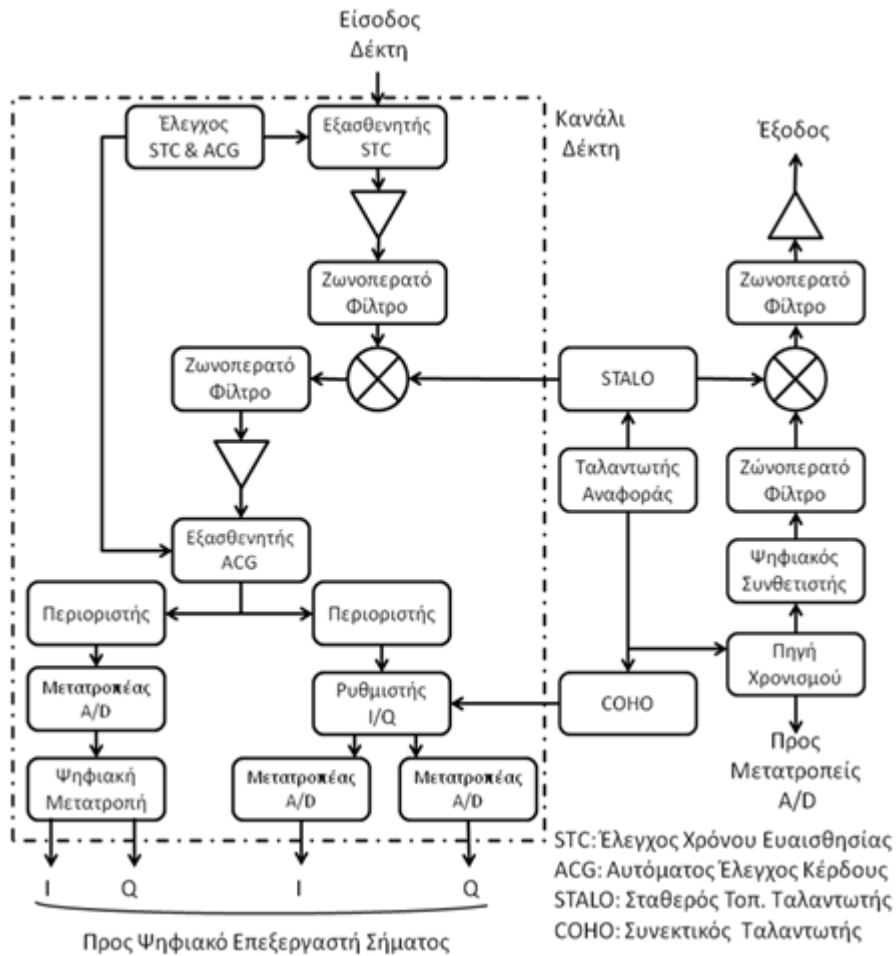 Είσοδος
Δέκτη
Έλεγχος
STC & ACG
Εξασθενητής
STC
Κανάλι
Δέκτη
Έξοδος
Ζωνοπερατό
Φίλτρο
Ζωνοπερατό
Φίλτρο
Ζωνοπερατό
Φίλτρο
STALO
Ταλαντωτής
Αναφοράς
Ζώνοπερατό
Φίλτρο
Εξασθενητής
ACG
Ψηφιακός
Συνθετιστής
Περιοριστής
Περιοριστής
Πηγή
Χρονισμού
Μετατροπέας
A/D
Ρυθμιστής
I/Q
COHO
Προς
Μετατροπείς
A/D
Ψηφιακή
Μετατροπή
Μετατροπέας
A/D
Μετατροπέας
A/D
I
Q
I
Q
Προς Ψηφιακό Επεξεργαστή Σήματος
STC: Έλεγχος Χρόνου Ευαισθησίας
ACG: Αυτόματος Έλεγχος Κέρδους
STALO: Σταθερός Τοπ. Ταλαντωτής
COHO: Συνεκτικός Ταλαντωτής